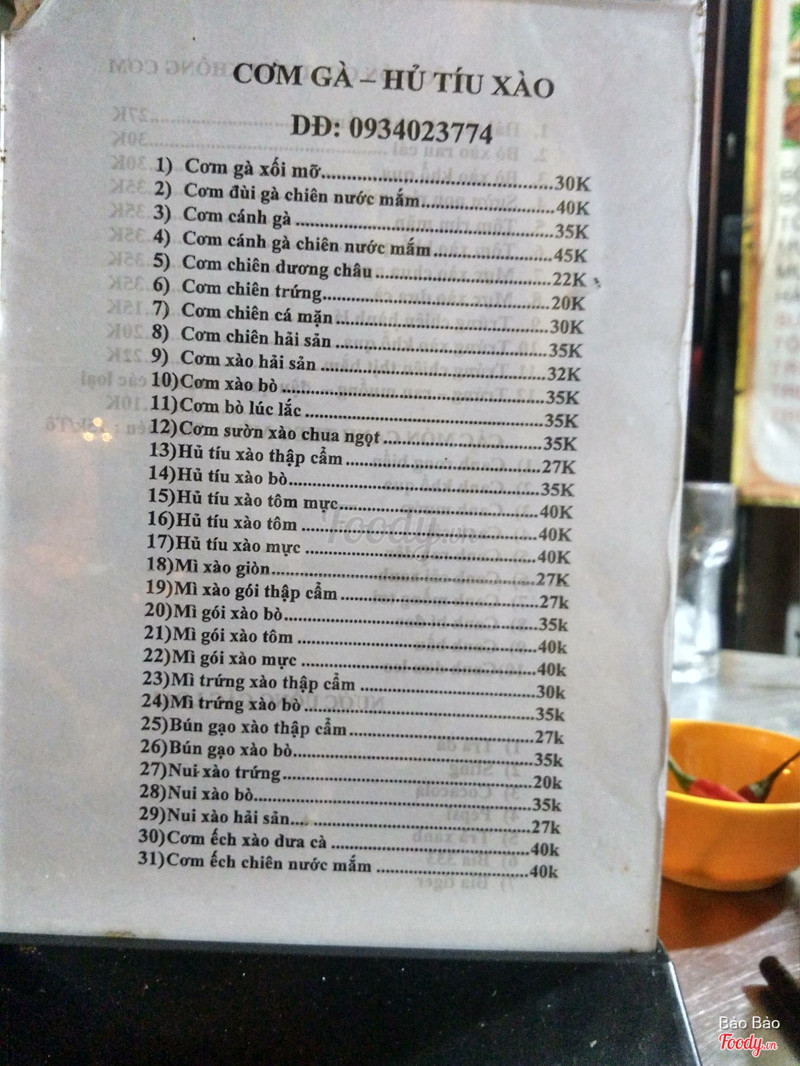 CƠM GÀ – HỦ TÍU XÀO
DĐ: 0934023774
1) Cơm gà xối mỡ...............30K
2) Cơm đùi gà chiên nước mắm...............40K
3) Cơm cánh gà...............35K
4) Cơm cánh gà chiên nước mắm...............45K
5) Cơm chiên dương châu...............22K
6) Cơm chiên trứng...............20K
7) Cơm chiên cá mặn...............30K
8) Cơm chiên hải sản...............35K
9) Cơm xào hải sản...............32K
10)Cơm xào bò...............35K
11)Cơm bò lúc lắc...............35K
12)Cơm sườn xào chua ngọt...............35K
13)Hủ tíu xào thập cẩm...............27K
14)Hủ tíu xào bò...............35K
15)Hủ tíu xào tôm mực...............40K
16)Hủ tíu xào tôm...............40K
17)Hủ tíu xào mực...............40K
18)Mì xào giòn...............27K
19)Mì xào gói thập cẩm...............27k
20)Mì gói xào bò...............35k
21)Mì gói xào tôm...............40k
22)Mì gói xào mực...............40k
23)Mì trứng xào thập cẩm...............30k
24)Mì trứng xào bò...............35k
25)Bún gạo xào thập cẩm...............27k
26)Bún gạo xào bò...............35k
27)Nui xào trứng...............20k
28)Nui xào bò...............35k
29)Nui xào hải sản...............27k
30)Cơm ếch xào dưa cà...............40k
31)Cơm ếch chiên nước mắm...............40k
Foody
Bảo Bảo
Foody.vn